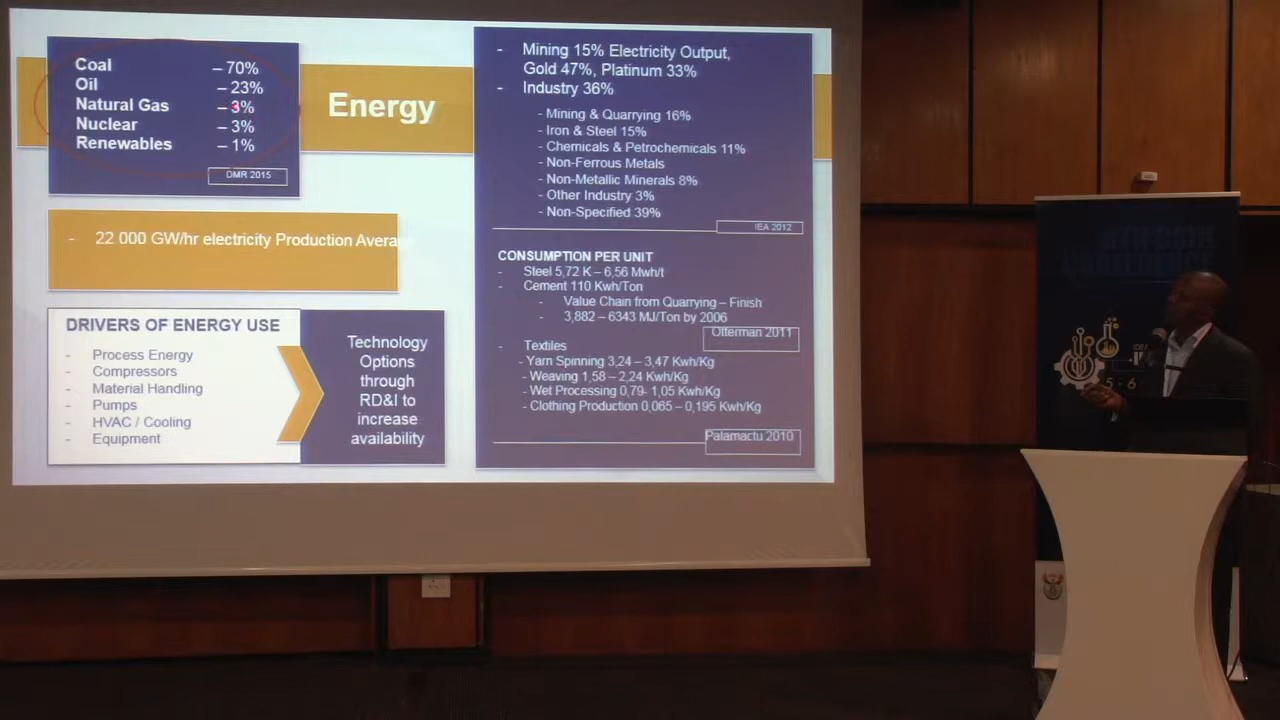 Coal – 70%
Oil – 23%
Natural Gas – 3%
Nuclear – 3%
Renewables – 1%
DMR 2015
Energy
- 22 000 GW/hr electricity Production Avera
DRIVERS OF ENERGY USE
- Process Energy
- Compressors
- Material Handling
- Pumps
- HVAC / Cooling
- Equipment
Technology
Options
through
RD&I to
increase
availability
- Mining 15% Electricity Output,
Gold 47%, Platinum 33%
- Industry 36%
- Mining & Quarrying 16%
- Iron & Steel 15%
- Chemicals & Petrochemicals 11%
- Non-Ferrous Metals
- Non-Metallic Minerals 8%
- Other Industry 3%
- Non-Specified 39%
IEA 2012
CONSUMPTION PER UNIT
- Steel 5,72 K – 6,56 Mwh/t
- Cement 110 Kwh/Ton
- Value Chain from Quarrying – Finish
- 3,882 – 6343 MJ/Ton by 2006
Otterman 2011
- Textiles
- Yarn Spinning 3,24 – 3,47 Kwh/Kg
- Weaving 1,58 – 2,24 Kwh/Kg
- Wet Processing 0,79- 1,05 Kwh/Kg
- Clothing Production 0,065 – 0,195 Kwh/Kg
Palamactu 2010
5 - 6